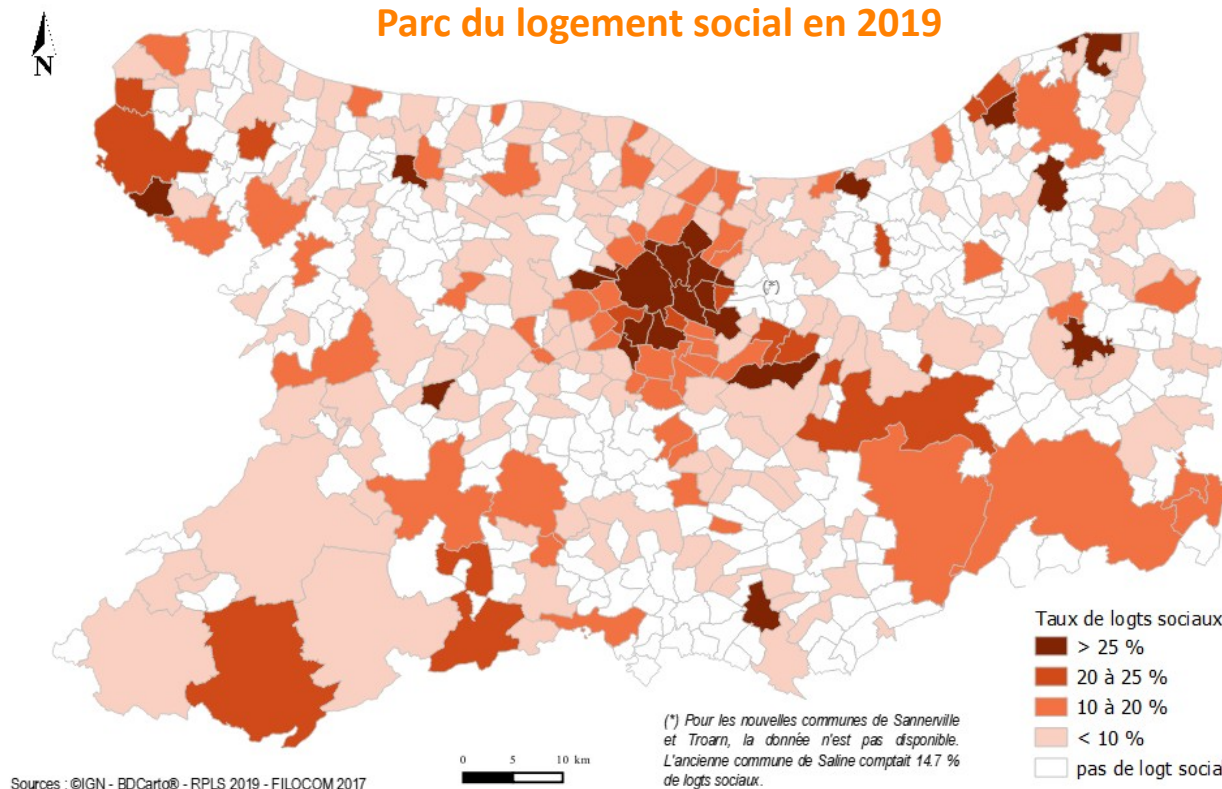 Parc du logement social en 2019
N
(*)
Taux de logts sociaux
> 25 %
20 à 25 %
10 à 20 %
< 10 %
pas de logt socia
(*) Pour les nouvelles communes de Sannerville
et Troarn, la donnée n'est pas disponible.
L'ancienne commune de Saline comptait 14.7 %
de logts sociaux.
0 5 10 km
Sources : ©IGN - BDCarto® - RPLS 2019 - FILOCOM 2017